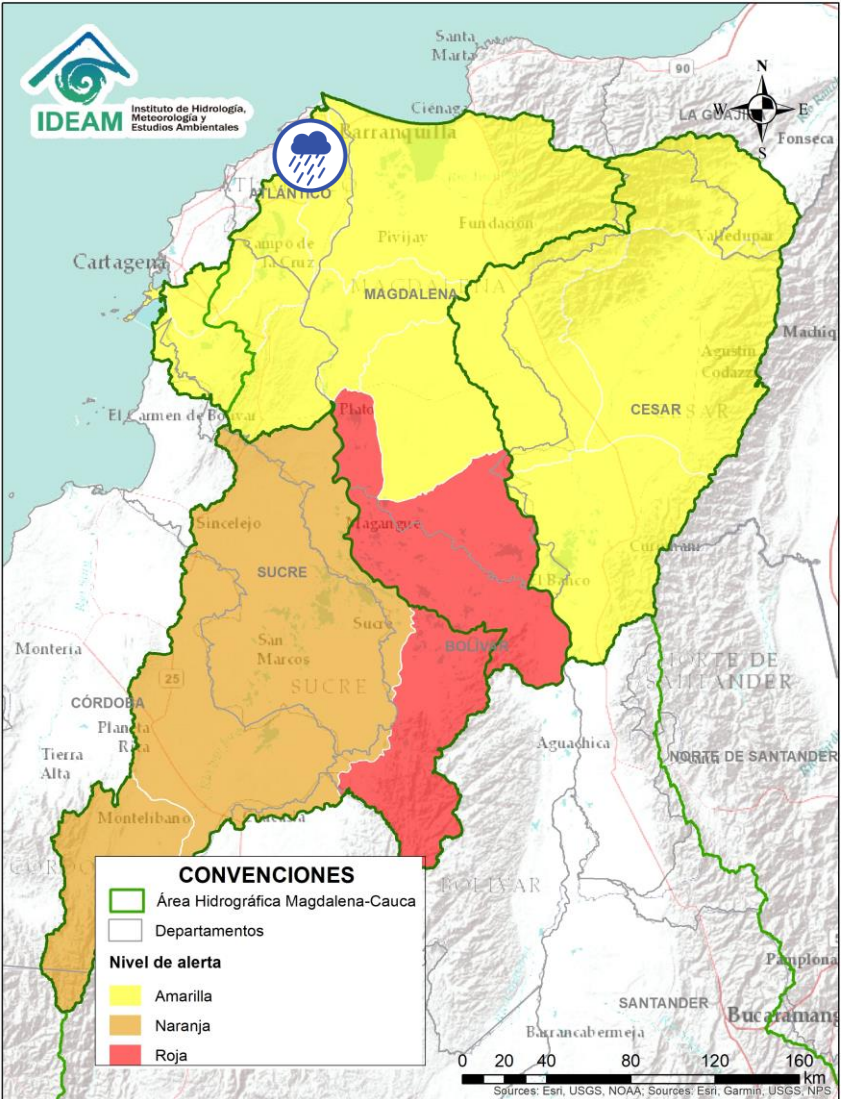 IDEAM
Instituto de Hidrología,
Meteorología y
Estudios Ambientales
Santa
Marta
90
N
W
E
S
Ciénaga
LA GUAJIRA
Fonseca
Barranquilla
ATLÁNTICO
Campo de
la Cruz
Pivijay
Fundación
Valledupar
Cartagena
MAGDALENA
MAGDALENA
Machiq
Agustín
Codazzi
El Carmen de Bolívar
Plato
CESAR
CESAR
Sincelejo
Magangué
SUCRE
El Banco
Sucre
Montería
San
Marcos
BOLÍVAR
NORTE DE
SANTANDER
25
SUCRE
CÓRDOBA
Planeta
Rica
Tierra
Alta
Aguachica
NORTE DE SANTANDER
Montelíbano
BOLÍVAR
CONVENCIONES
Área Hidrográfica Magdalena-Cauca
Departamentos
Nivel de alerta
Amarilla
Naranja
Roja
Pamplona
SANTANDER
Bucaramang
Barrancabermeja
0 20 40 80 120 160
km
Sources: Esri, USGS, NOAA; Sources: Esri, Garmin, USGS, NPS